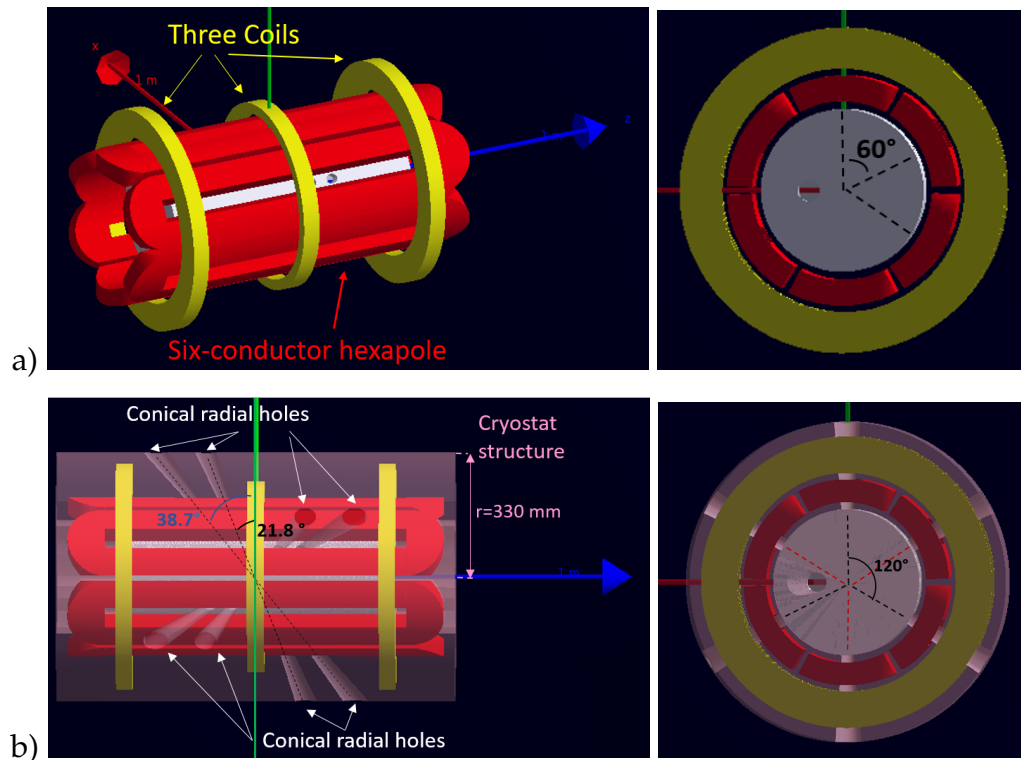 Three Coils
x
1 m
z
60°
Six-conductor hexapole
a)
Conical radial holes
Cryostat
structure
38.7°
21.8 °
r=330 mm
1 m
120°
Conical radial holes
b)